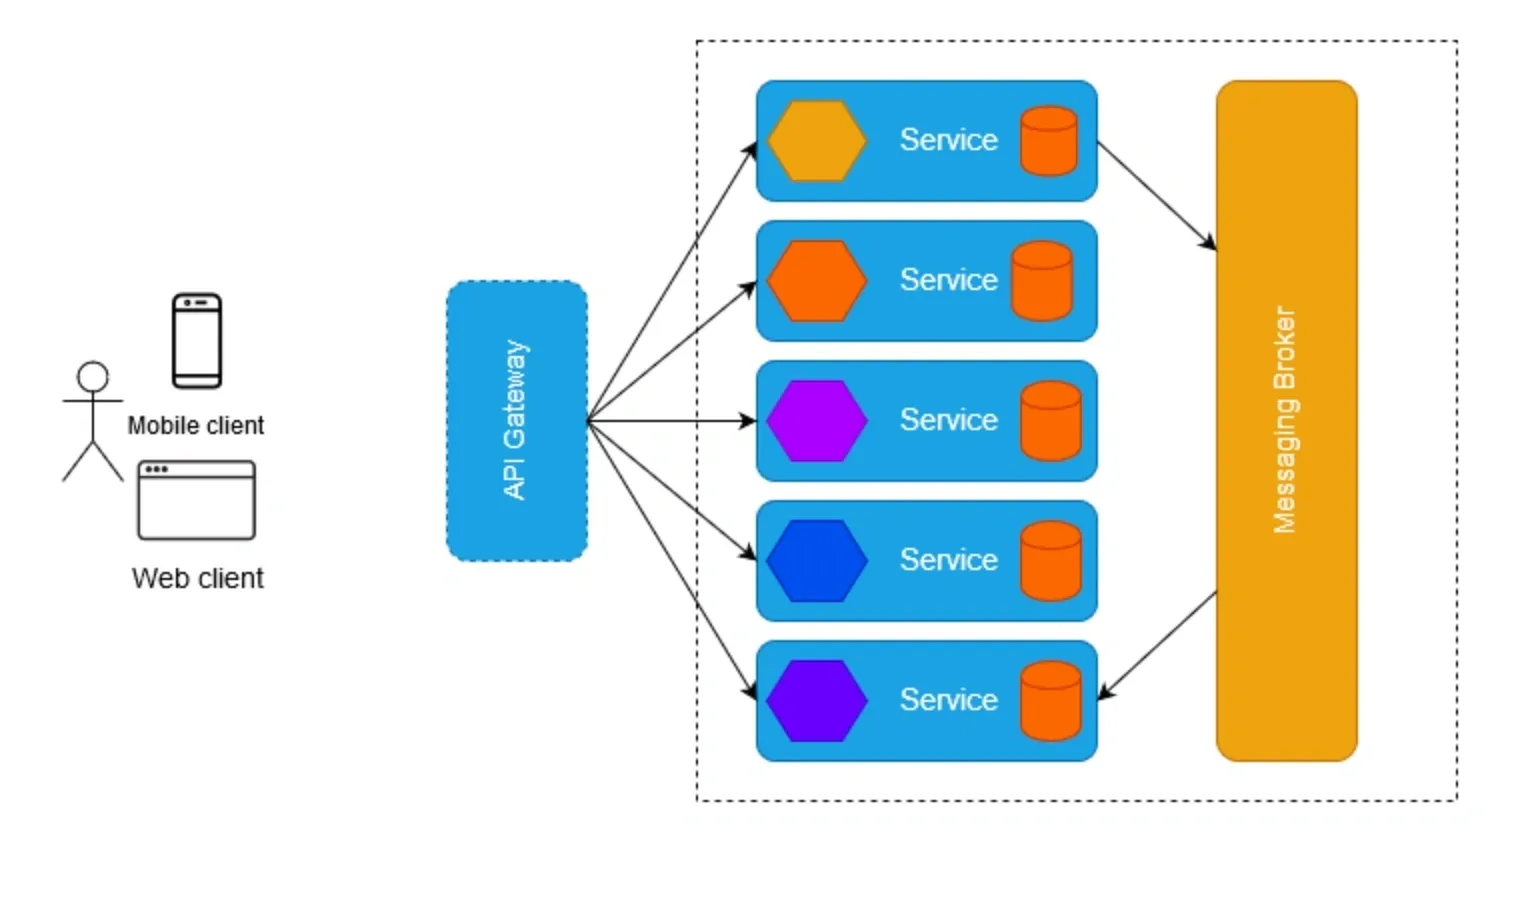 Mobile client
Web client
API Gateway
Service
Service
Service
Service
Service
Messaging Broker